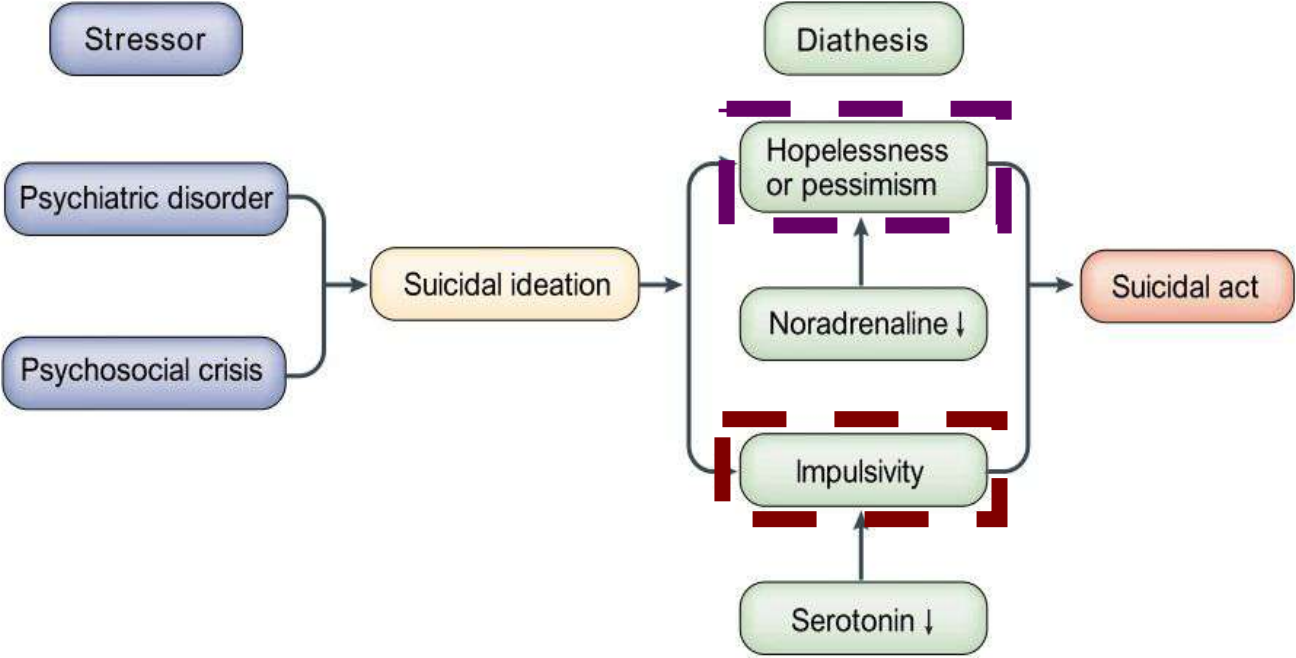 Stressor
Diathesis
Psychiatric disorder
Psychosocial crisis
Suicidal ideation
Hopelessness
or pessimism
Noradrenaline ↓
Impulsivity
Serotonin ↓
Suicidal act